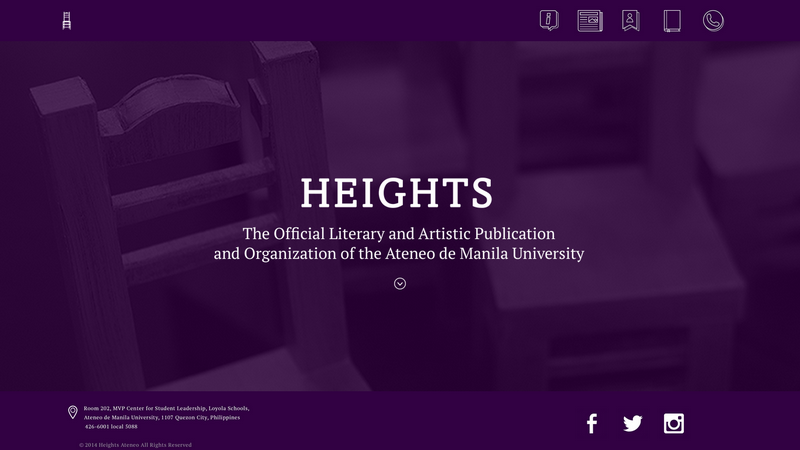 HEIGHTS
The Official Literary and Artistic Publication
and Organization of the Ateneo de Manila University
Room 202, MVP Center for Student Leadership, Loyola Schools,
Ateneo de Manila University, 1107 Quezon City, Philippines
426-6001 local 5088
© 2014 Heights Ateneo All Rights Reserved